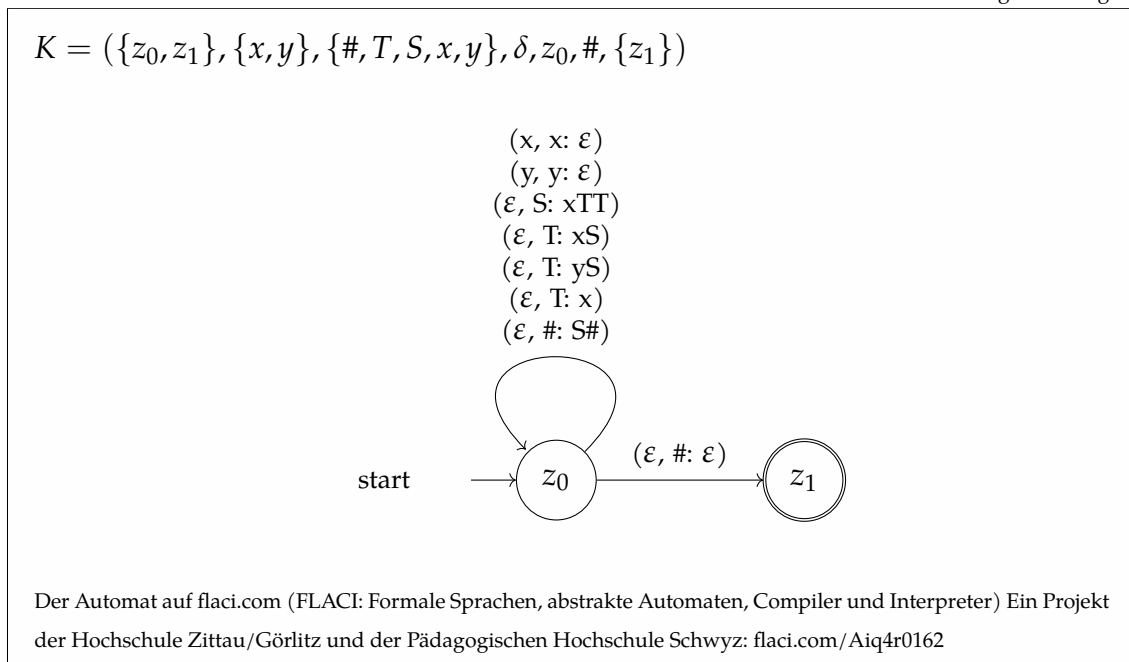 K = ({z₀, z₁}, {x, y}, {#, T, S, x, y}, δ, z₀, #, {z₁})
(x, x: ε)
(y, y: ε)
(ε, S: xTT)
(ε, T: xS)
(ε, T: yS)
(ε, T: x)
(ε, #: S#)
(ε, #: ε)
start z₀ z₁
Der Automat auf flaci.com (FLACI: Formale Sprachen, abstrakte Automaten, Compiler und Interpreter) Ein Projekt
der Hochschule Zittau/Görlitz und der Pädagogischen Hochschule Schwyz: flaci.com/Aiq4r0162